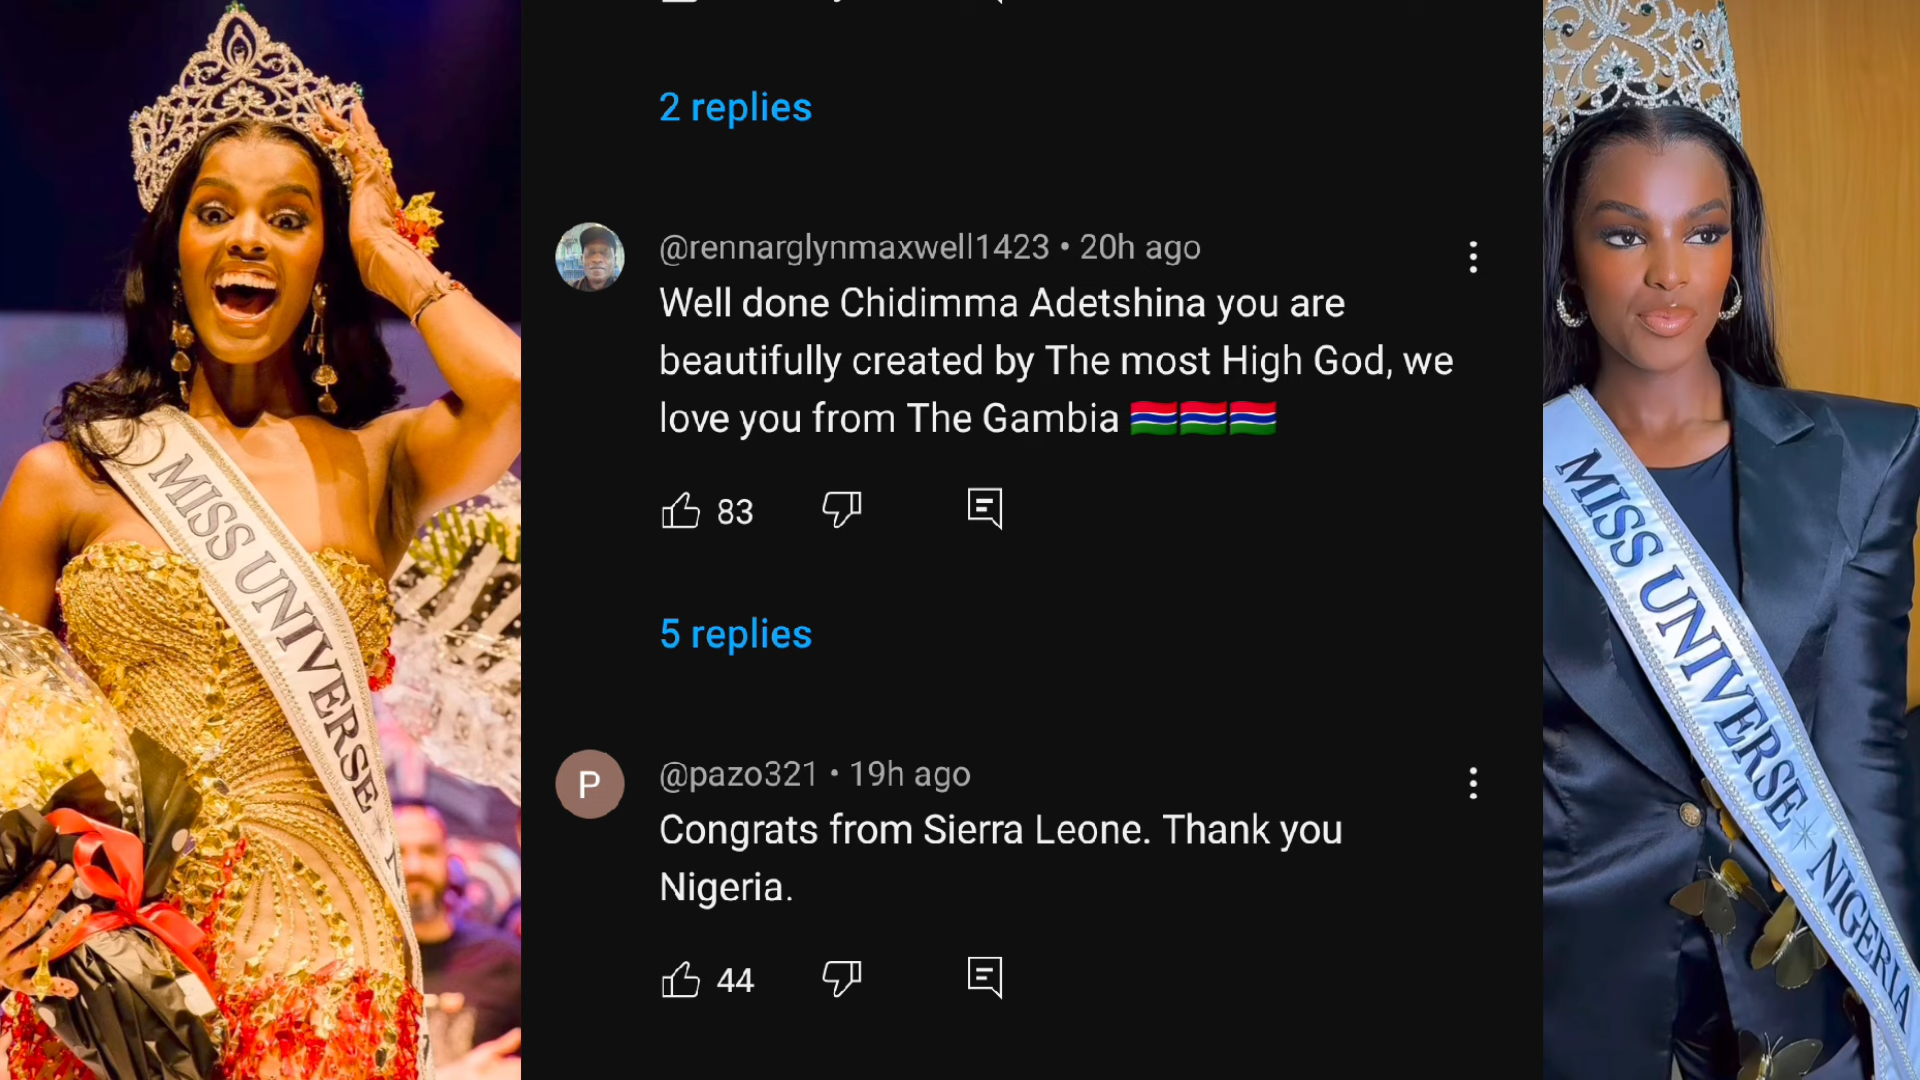 MISS UNIVERSE
2 replies
@rennarglynmaxwell1423 • 20h ago
Well done Chidimma Adetshina you are
beautifully created by The most High God, we
love you from The Gambia 🇬🇲🇬🇲🇬🇲
83
5 replies
P
@pazo321 • 19h ago
Congrats from Sierra Leone. Thank you
Nigeria.
44
MISS UNIVERSE NIGERIA